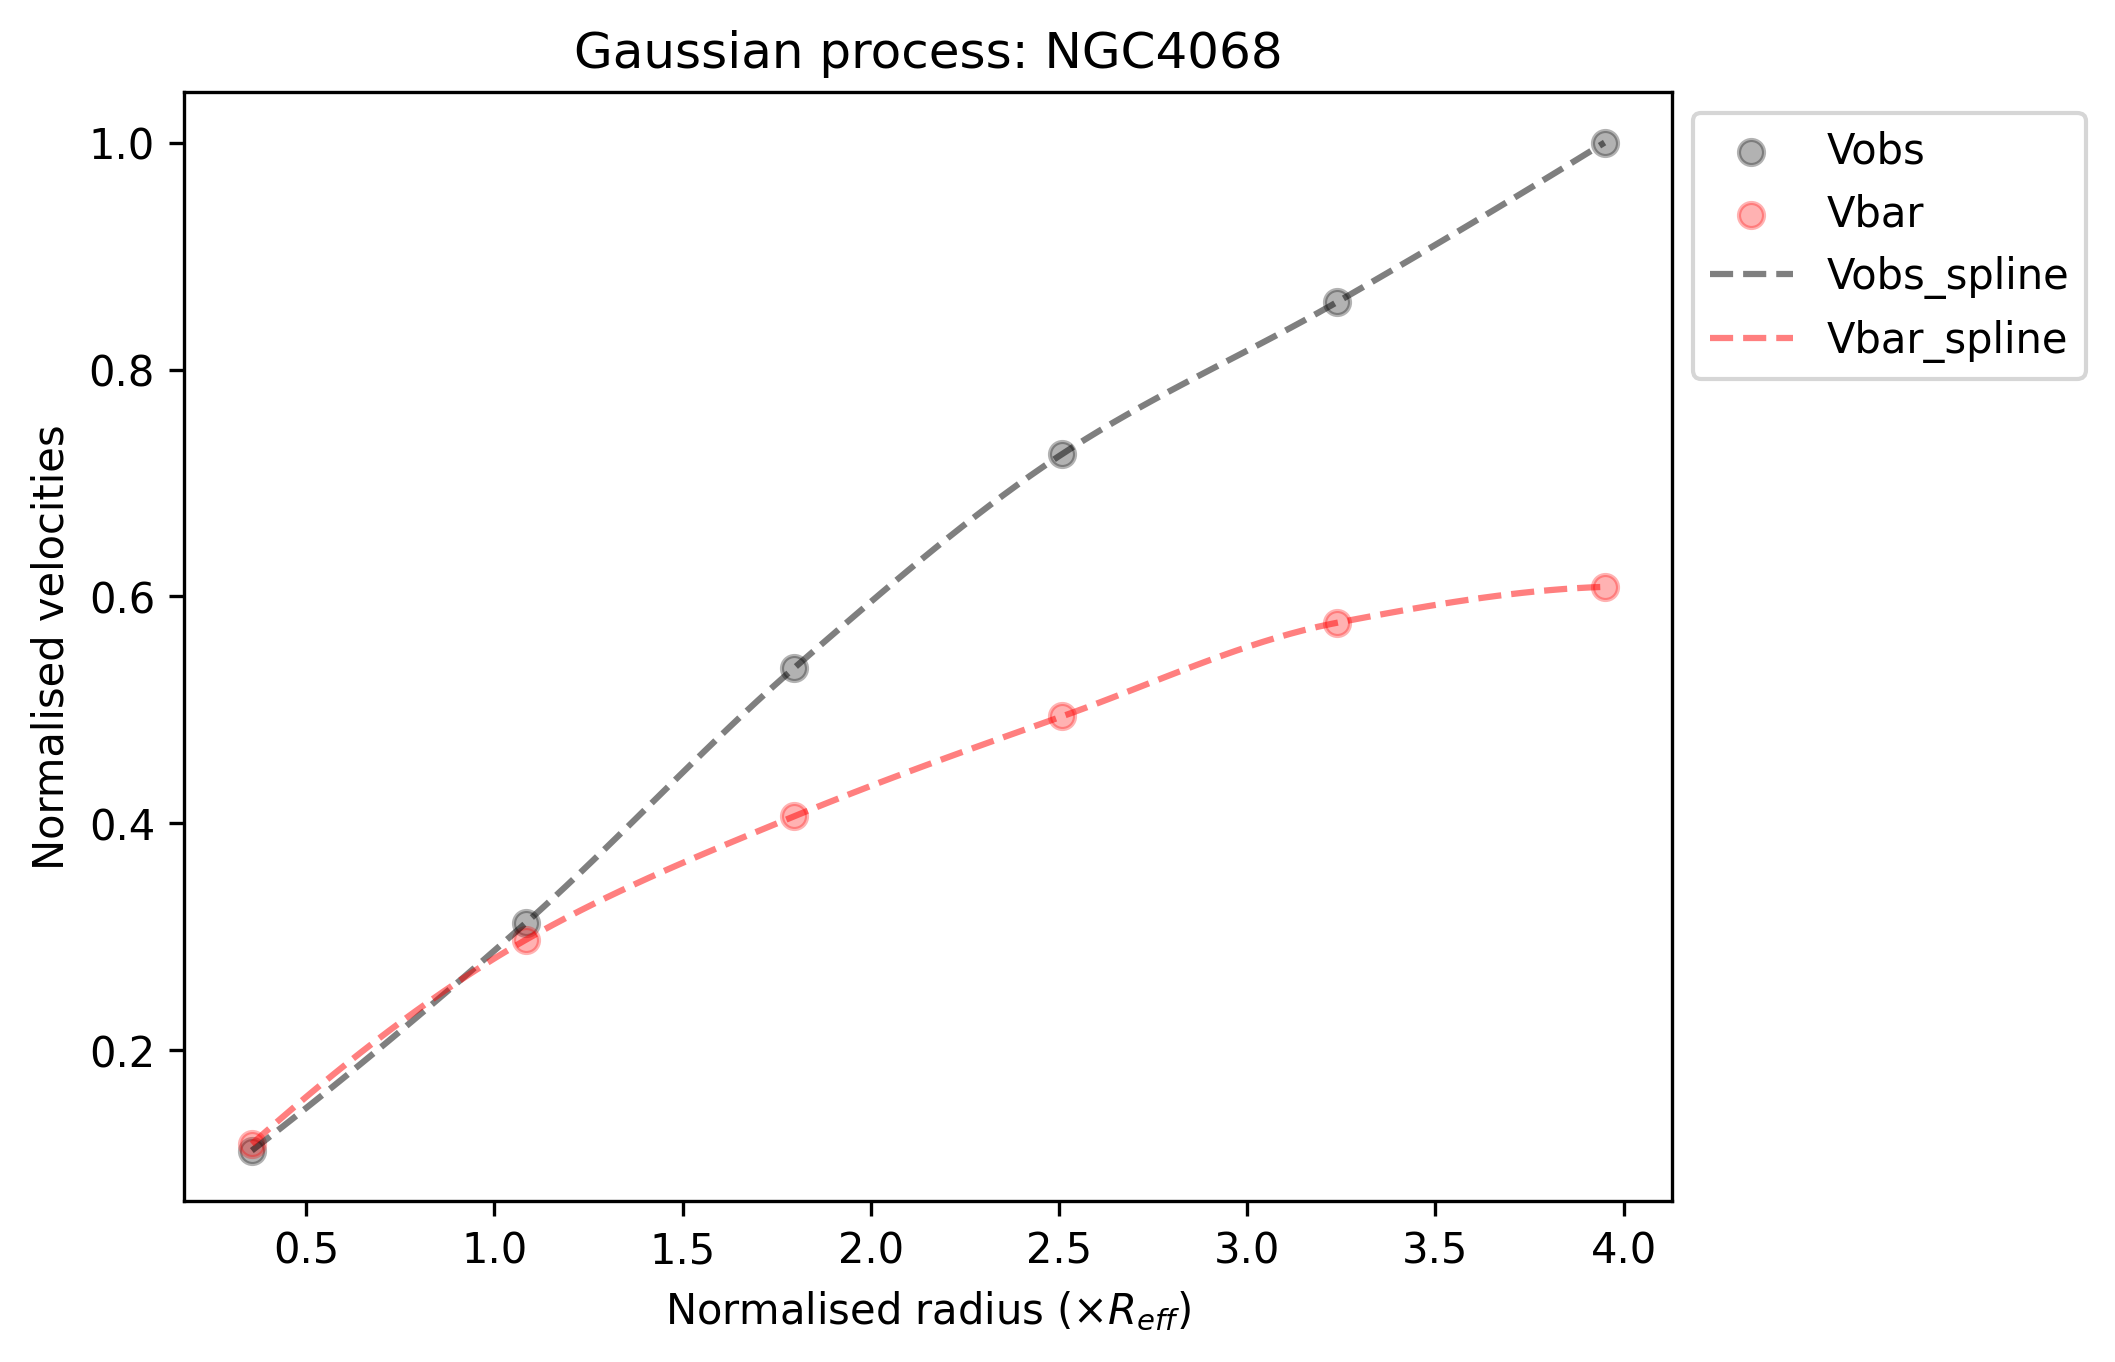 Gaussian process: NGC4068
Normalised velocities
1.0
0.8
0.6
0.4
0.2
0.5 1.0 1.5 2.0 2.5 3.0 3.5 4.0
Normalised radius (×R_eff)
Vobs
Vbar
Vobs_spline
Vbar_spline